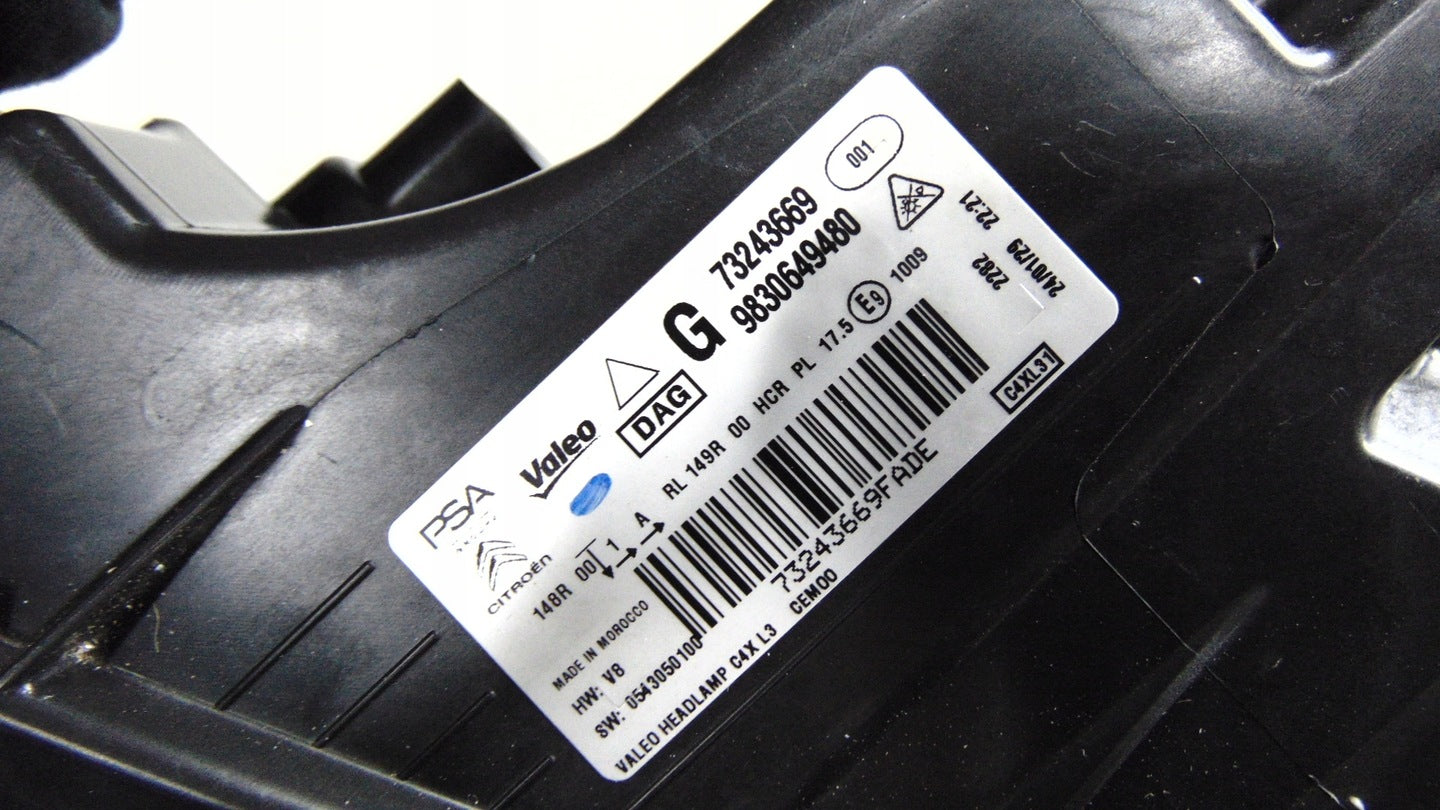 001
73243669
9830649480
G
DAG
Valeo
PSA
CITROËN
22:21
24/01/29
2282
148R 00 1 A RL 149R 00 HCR PL 17.5 E9 1009
C4XL31
73243669FADE
MADE IN MOROCCO
HW: V8
SW: 0543050100
VALEO HEADLAMP C4X L3 CEM00